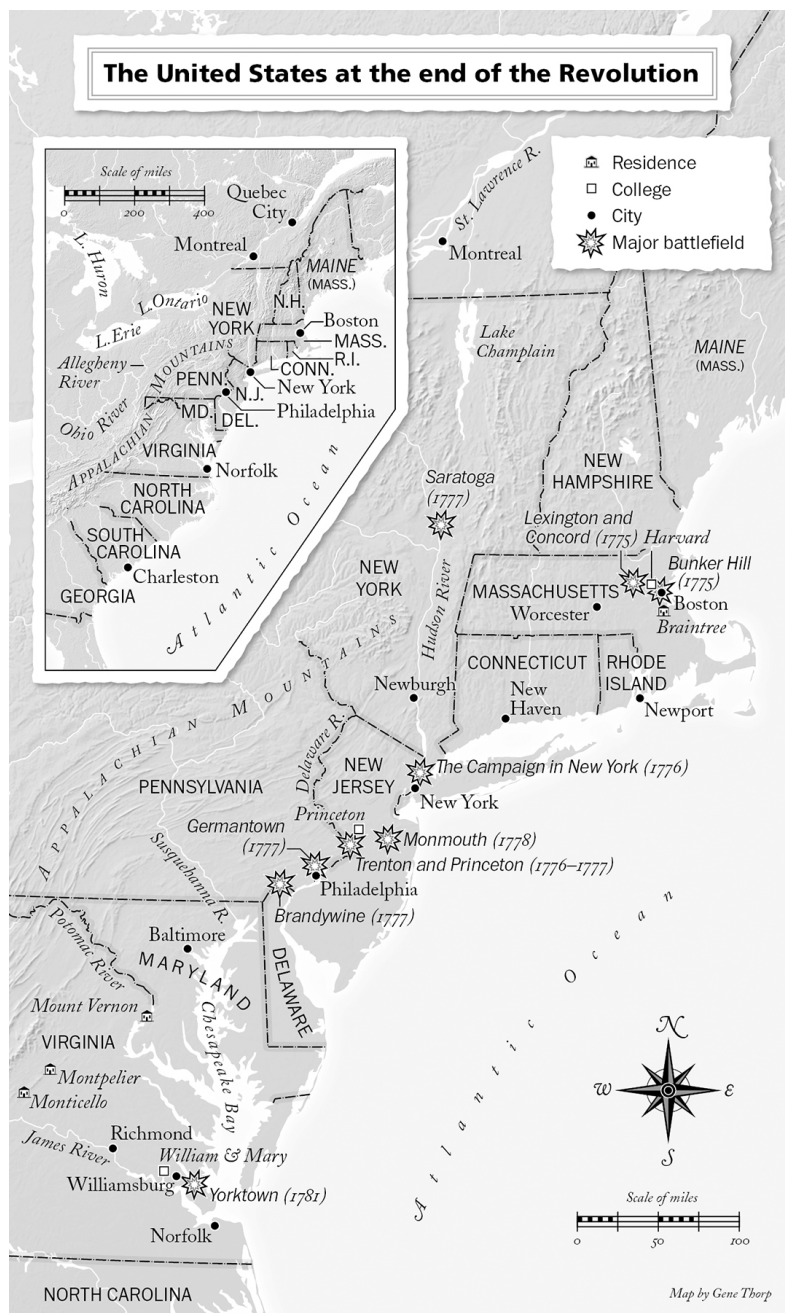 The United States at the end of the Revolution
Scale of miles
0 200 400
Quebec
City
Montreal
L. Huron
MAINE
(MASS.)
L. Ontario
N.H.
NEW
YORK
Boston
L. Erie
MASS.
R.I.
Allegheny
River
CONN.
APPALACHIAN MOUNTAINS
PENN.
N.J.
New York
Ohio River
MD.
Philadelphia
DEL.
VIRGINIA
Norfolk
NORTH
CAROLINA
SOUTH
CAROLINA
Charleston
GEORGIA
Atlantic Ocean
Residence
College
City
Major battlefield
St. Lawrence R.
Montreal
Lake
Champlain
MAINE
(MASS.)
Saratoga
(1777)
NEW
HAMPSHIRE
Lexington and
Concord (1775)
Harvard
Bunker Hill
(1775)
NEW
YORK
Hudson River
MASSACHUSETTS
Worcester
Boston
Braintree
CONNECTICUT
RHODE
ISLAND
Newburgh
New
Haven
Newport
APPALACHIAN MOUNTAINS
Delaware R.
NEW
JERSEY
The Campaign in New York (1776)
PENNSYLVANIA
New York
Princeton
Germantown
(1777)
Monmouth (1778)
Susquehanna R.
Trenton and Princeton (1776–1777)
Philadelphia
Brandywine (1777)
Potomac River
Baltimore
MARYLAND
DELAWARE
Mount Vernon
Chesapeake Bay
VIRGINIA
Montpelier
Monticello
Atlantic Ocean
N
W E
S
James River
Richmond
William & Mary
Williamsburg
Yorktown (1781)
Norfolk
Scale of miles
0 50 100
NORTH CAROLINA
Map by Gene Thorp